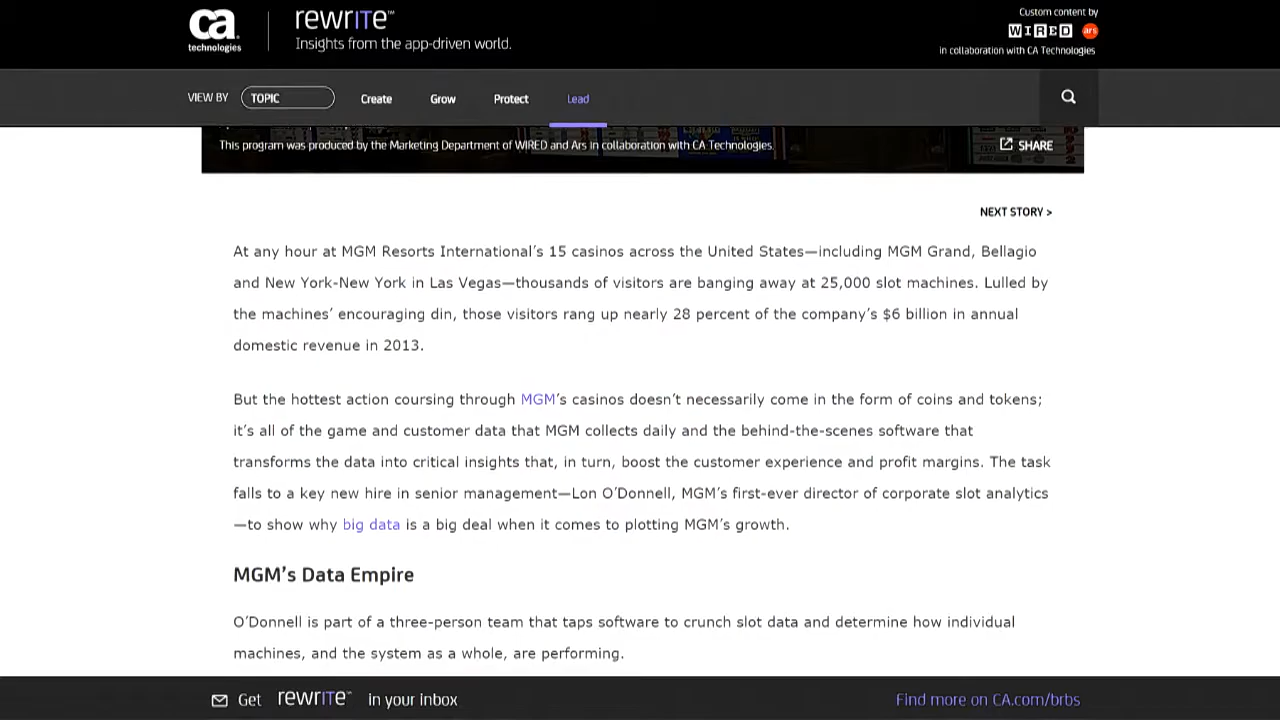 ca
technologies
rewrITE™
Insights from the app-driven world.
Custom content by
WIRED ars
in collaboration with CA Technologies
VIEW BY TOPIC Create Grow Protect Lead
This program was produced by the Marketing Department of WIRED and Ars in collaboration with CA Technologies.
SHARE
NEXT STORY >
At any hour at MGM Resorts International’s 15 casinos across the United States—including MGM Grand, Bellagio
and New York-New York in Las Vegas—thousands of visitors are banging away at 25,000 slot machines. Lulled by
the machines’ encouraging din, those visitors rang up nearly 28 percent of the company’s $6 billion in annual
domestic revenue in 2013.
But the hottest action coursing through MGM’s casinos doesn’t necessarily come in the form of coins and tokens;
it’s all of the game and customer data that MGM collects daily and the behind-the-scenes software that
transforms the data into critical insights that, in turn, boost the customer experience and profit margins. The task
falls to a key new hire in senior management—Lon O’Donnell, MGM’s first-ever director of corporate slot analytics
—to show why big data is a big deal when it comes to plotting MGM’s growth.
MGM’s Data Empire
O’Donnell is part of a three-person team that taps software to crunch slot data and determine how individual
machines, and the system as a whole, are performing.
Get rewrITE™ in your inbox
Find more on CA.com/brbs